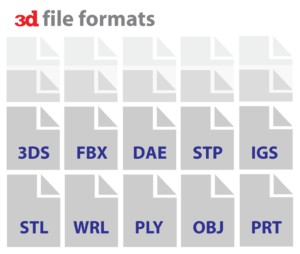 3d file formats
3DS FBX DAE STP IGS
STL WRL PLY OBJ PRT